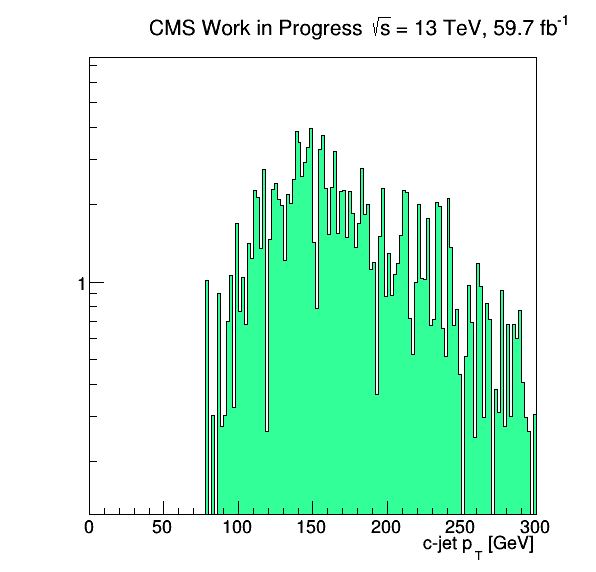 CMS Work in Progress √s = 13 TeV, 59.7 fb⁻¹
1
0 50 100 150 200 250 300
c-jet p_T [GeV]